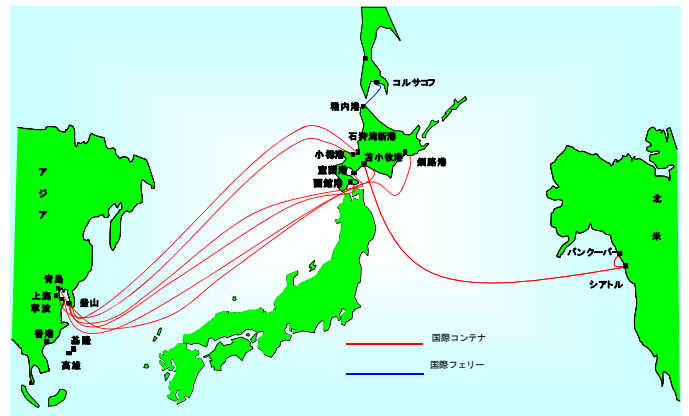 コルサコフ
稚内港
石狩湾新港
小樽港
苫小牧港
釧路港
室蘭港
函館港
アジア
北米
バンクーバー
シアトル
青島
上海
釜山
寧波
香港
基隆
高雄
国際コンテナ
国際フェリー